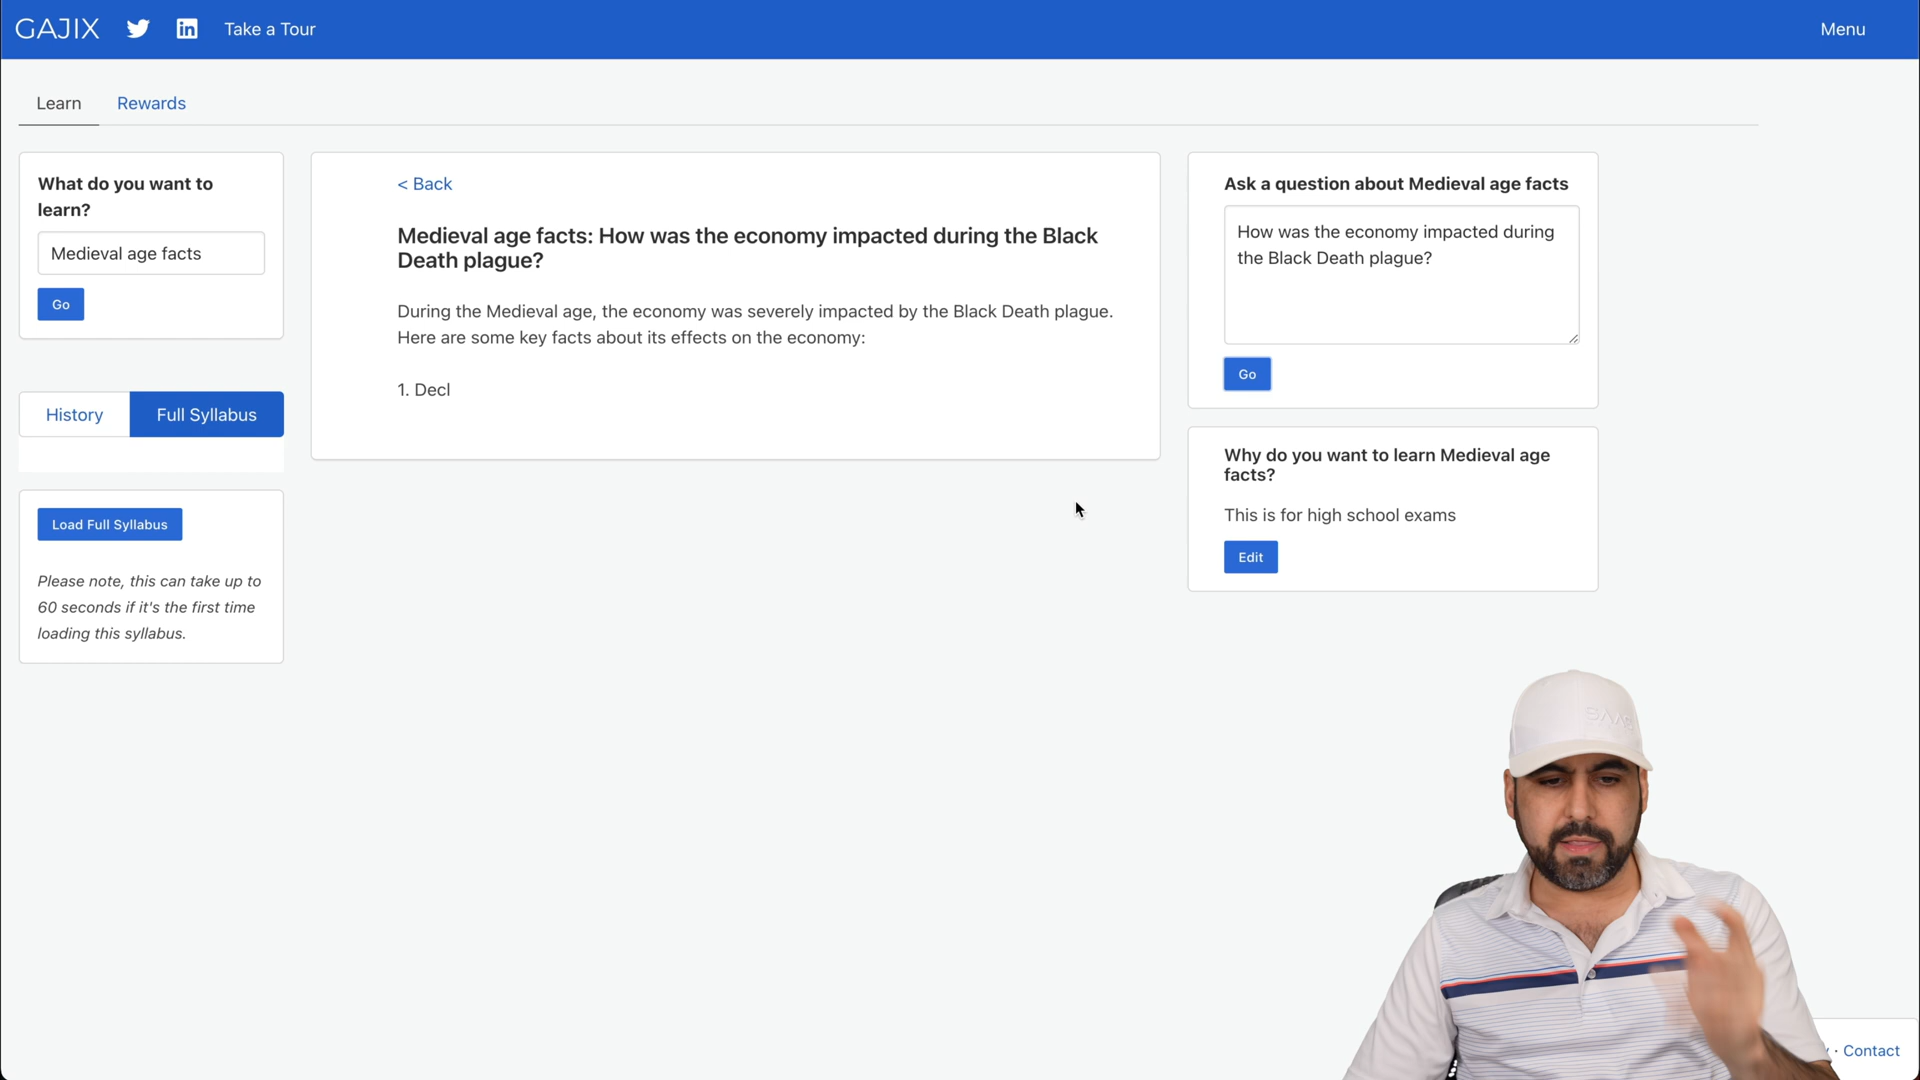 GAJIX
Take a Tour
Menu
Learn
Rewards
What do you want to
learn?
Medieval age facts
Go
History
Full Syllabus
Load Full Syllabus
Please note, this can take up to
60 seconds if it's the first time
loading this syllabus.
< Back
Medieval age facts: How was the economy impacted during the Black
Death plague?
During the Medieval age, the economy was severely impacted by the Black Death plague.
Here are some key facts about its effects on the economy:
1. Decl
Ask a question about Medieval age facts
How was the economy impacted during
the Black Death plague?
Go
Why do you want to learn Medieval age
facts?
This is for high school exams
Edit
· Contact